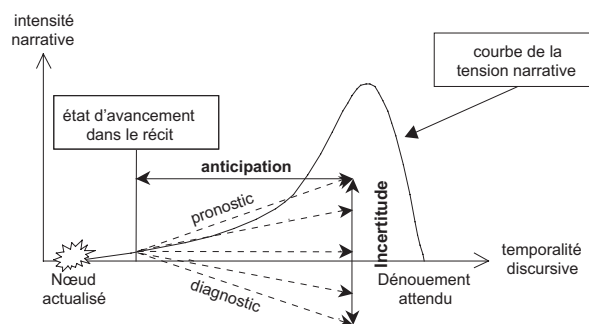 intensité
narrative
courbe de la
tension narrative
état d’avancement
dans le récit
anticipation
pronostic
Incertitude
diagnostic
temporalité
discursive
Nœud
actualisé
Dénouement
attendu